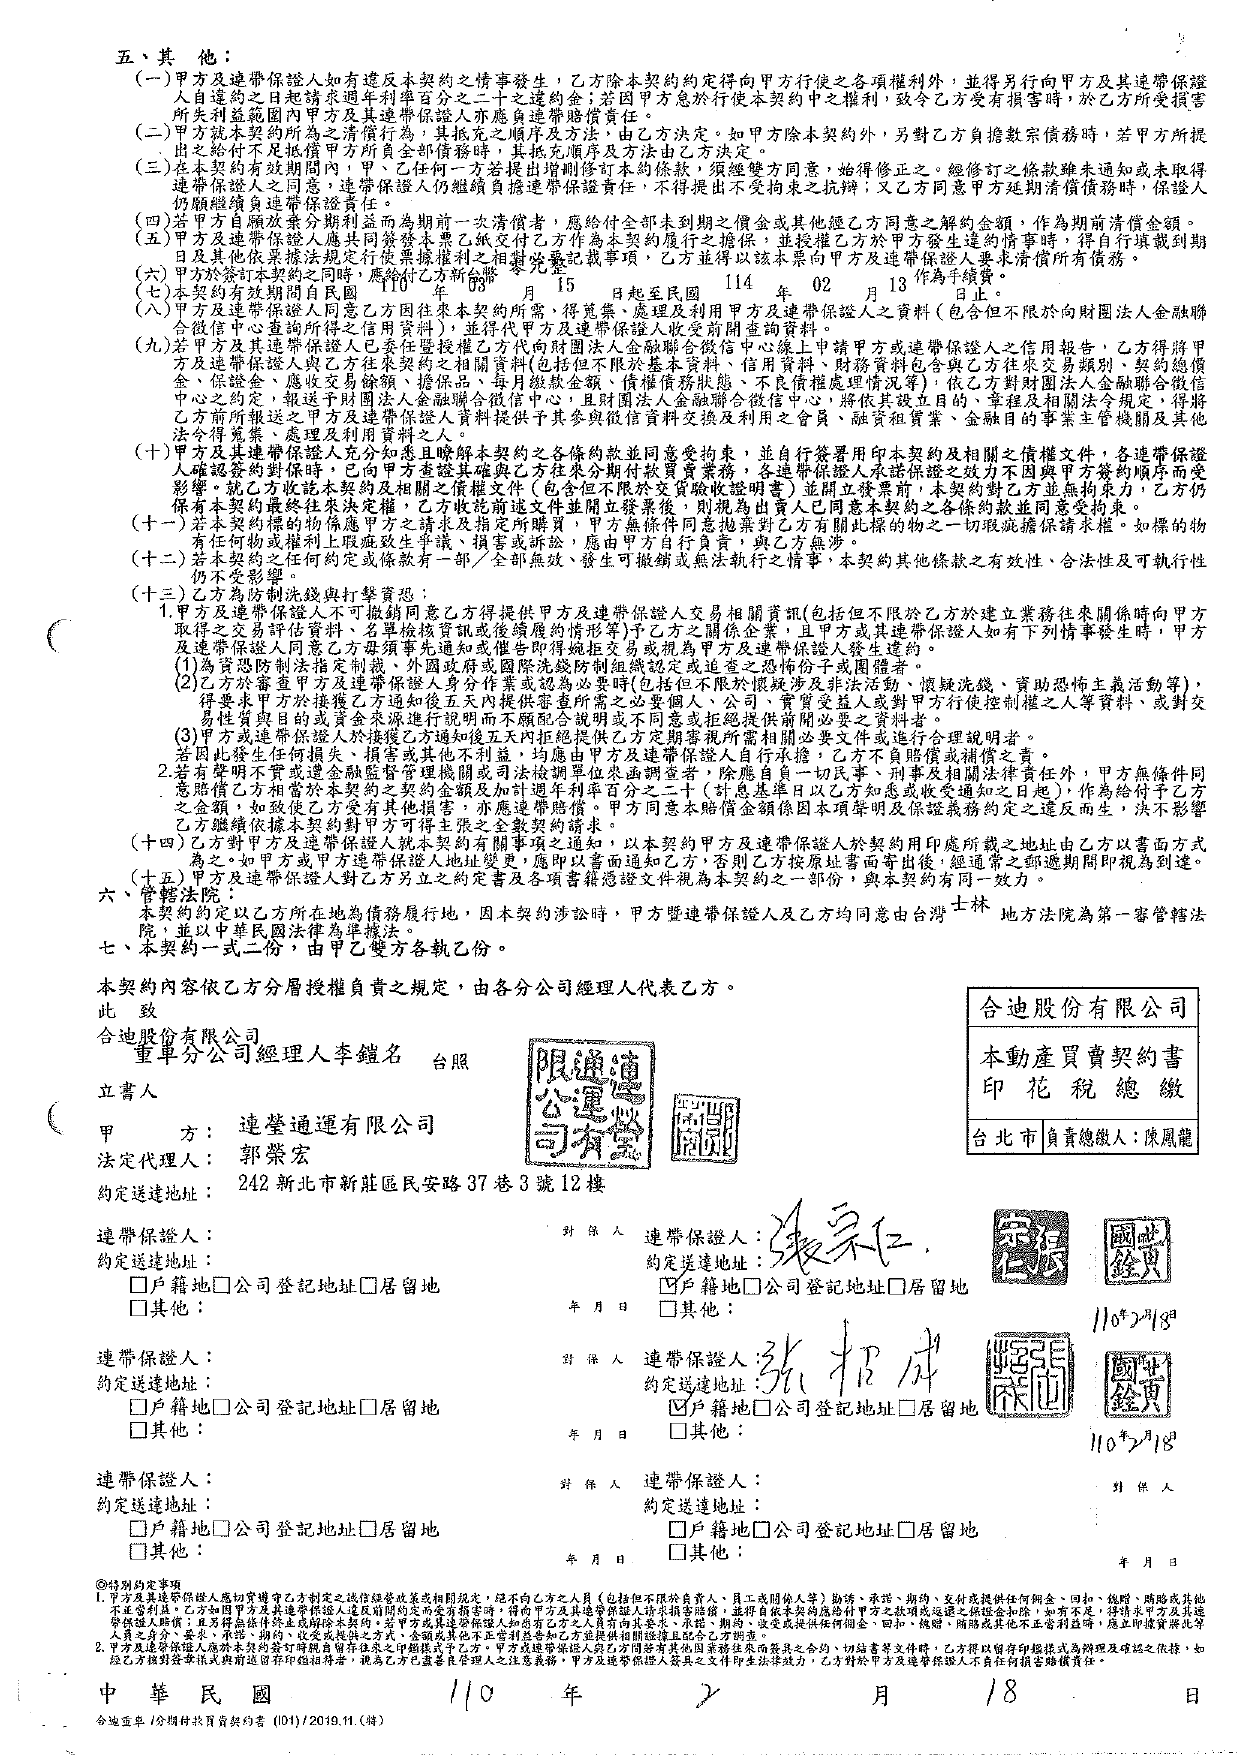 五、其　他：
(一)甲方及連帶保證人如有違反本契約之情事發生，乙方除本契約約定得向甲方行使之各項權利外，並得另行向甲方及其連帶保證
人自違約之日起請求週年利率百分之二十之違約金；若因甲方怠於行使本契約中之權利，致令乙方受有損害時，於乙方所受損害
所失利益範圍內甲方及其連帶保證人亦應負連帶賠償責任。
(二)甲方就本契約所為之清償行為，其抵充之順序及方法，由乙方決定。如甲方除本契約外，另對乙方負擔數宗債務時，若甲方所提
出之給付不足抵償甲方所負全部債務時，其抵充順序及方法由乙方決定。
(三)在本契約有效期間內，甲、乙任何一方若提出增刪修訂本約條款，須經雙方同意，始得修正之。經修訂之條款雖未通知或未取得
連帶保證人之同意，連帶保證人仍繼續負擔連帶保證責任，不得提出不受拘束之抗辯；又乙方同意甲方延期清償債務時，保證人
仍願繼續負連帶保證責任。
(四)若甲方自願放棄分期利益而為期前一次清償者，應給付全部未到期之價金或其他經乙方同意之解約金額，作為期前清償金額。
(五)甲方及連帶保證人應共同簽發本票乙紙交付乙方作為本契約履行之擔保，並授權乙方於甲方發生違約情事時，得自行填載到期
日及其他依票據法規定行使票據權利之相對必要記載事項，乙方並得以該本票向甲方及連帶保證人要求清償所有債務。
(六)甲方於簽訂本契約之同時，應給付乙方新台幣 零元整 作為手續費。
(七)本契約有效期間自民國 110 年 03 月 15 日起至民國 114 年 02 月 13 日止。
(八)甲方及連帶保證人同意乙方因往來本契約所需，得蒐集、處理及利用甲方及連帶保證人之資料(包含但不限於向財團法人金融聯
合徵信中心查詢所得之信用資料)，並得代甲方及連帶保證人收受前開查詢資料。
(九)若甲方及其連帶保證人已委任暨授權乙方代向財團法人金融聯合徵信中心線上申請甲方或連帶保證人之信用報告，乙方得將甲
方及連帶保證人與乙方往來契約之相關資料(包括但不限於基本資料、信用資料、財務資料包含與乙方往來交易類別、契約總價
金、保證金、應收交易餘額、擔保品、每月繳款金額、債權債務狀態、不良債權處理情況等)，依乙方對財團法人金融聯合徵信
中心之約定，報送予財團法人金融聯合徵信中心，且財團法人金融聯合徵信中心，將依其設立目的、章程及相關法令規定，得將
乙方前所報送之甲方及連帶保證人資料提供予其參與徵信資料交換及利用之會員、融資租賃業、金融目的事業主管機關及其他
法令得蒐集、處理及利用資料之人。
(十)甲方及其連帶保證人充分知悉且瞭解本契約之各條約款並同意受拘束，並自行簽署用印本契約及相關之債權文件，各連帶保證
人確認簽約對保時，已向甲方查證其確與乙方往來分期付款買賣業務，各連帶保證人承諾保證之效力不因與甲方簽約順序而受
影響。就乙方收訖本契約及相關之債權文件(包含但不限於交貨驗收證明書)並開立發票前，本契約對乙方並無拘束力，乙方仍
保有本契約最終往來決定權，乙方收訖前述文件並開立發票後，則視為出賣人已同意本契約之各條約款並同意受拘束。
(十一)若本契約標的物係應甲方之請求及指定所購買，甲方無條件同意拋棄對乙方有關此標的物之一切瑕疵擔保請求權。如標的物
有任何物或權利上瑕疵致生爭議、損害或訴訟，應由甲方自行負責，與乙方無涉。
(十二)若本契約之任何約定或條款有一部／全部無效、發生可撤銷或無法執行之情事，本契約其他條款之有效性、合法性及可執行性
仍不受影響。
(十三)乙方為防制洗錢與打擊資恐：
1.甲方及連帶保證人不可撤銷同意乙方得提供甲方及連帶保證人交易相關資訊(包括但不限於乙方於建立業務往來關係時向甲方
取得之交易評估資料、名單檢核資訊或後續履約情形等)予乙方之關係企業，且甲方或其連帶保證人如有下列情事發生時，甲方
及連帶保證人同意乙方毋須事先通知或催告即得婉拒交易或視為甲方及連帶保證人發生違約。
(1)為資恐防制法指定制裁、外國政府或國際洗錢防制組織認定或追查之恐怖份子或團體者。
(2)乙方於審查甲方及連帶保證人身分作業或認為必要時(包括但不限於懷疑涉及非法活動、懷疑洗錢、資助恐怖主義活動等)，
得要求甲方於接獲乙方通知後五天內提供審查所需之必要個人、公司、實質受益人或對甲方行使控制權之人等資料、或對交
易性質與目的或資金來源進行說明而不願配合說明或不同意或拒絕提供前開必要之資料者。
(3)甲方或連帶保證人於接獲乙方通知後五天內拒絕提供乙方定期審視所需相關必要文件或進行合理說明者。
若因此發生任何損失、損害或其他不利益，均應由甲方及連帶保證人自行承擔，乙方不負賠償或補償之責。
2.若有聲明不實或遭金融監督管理機關或司法檢調單位來函調查者，除應自負一切民事、刑事及相關法律責任外，甲方無條件同
意賠償乙方相當於本契約之契約金額及加計週年利率百分之二十(計息基準日以乙方知悉或收受通知之日起)，作為給付予乙方
之金額，如致使乙方受有其他損害，亦應連帶賠償。甲方同意本賠償金額係因本項聲明及保證義務約定之違反而生，決不影響
乙方繼續依據本契約對甲方可得主張之全數契約請求。
(十四)乙方對甲方及連帶保證人就本契約有關事項之通知，以本契約甲方及連帶保證人於契約用印處所載之地址由乙方以書面方式
為之。如甲方或甲方連帶保證人地址變更，應即以書面通知乙方，否則乙方按原址書面寄出後，經通常之郵遞期間即視為到達。
(十五)甲方及連帶保證人對乙方另立之約定書及各項書籍憑證文件視為本契約之一部份，與本契約有同一效力。
六、管轄法院：
本契約約定以乙方所在地為債務履行地，因本契約涉訟時，甲方暨連帶保證人及乙方均同意由台灣 士林 地方法院為第一審管轄法
院，並以中華民國法律為準據法。
七、本契約一式二份，由甲乙雙方各執乙份。
本契約內容依乙方分層授權負責之規定，由各分公司經理人代表乙方。
此　致
合迪股份有限公司
重車分公司經理人李鎧名　台照
合迪股份有限公司
本動產買賣契約書
印花稅總繳
台北市 負責總繳人：陳鳳龍
立書人
連瑩通運有限公司
甲　　方： 連瑩通運有限公司
法定代理人： 郭榮宏
約定送達地址： 242 新北市新莊區民安路 37 巷 3 號 12 樓
連帶保證人：　對保人　連帶保證人：張宗仁　張宗仁　黃國銓
約定送達地址：　約定送達地址：
□戶籍地□公司登記地址□居留地　☑戶籍地□公司登記地址□居留地
□其他：　年月日　□其他：　110年2月18日
連帶保證人：　對保人　連帶保證人：張招成　張招成　黃國銓
約定送達地址：　約定送達地址：
□戶籍地□公司登記地址□居留地　☑戶籍地□公司登記地址□居留地
□其他：　年月日　□其他：　110年2月18日
連帶保證人：　對保人　連帶保證人：　對保人
約定送達地址：　約定送達地址：
□戶籍地□公司登記地址□居留地　□戶籍地□公司登記地址□居留地
□其他：　年月日　□其他：　年月日
◎特別約定事項
1.甲方及其連帶保證人應切實遵守乙方制定之誠信經營政策或相關規定，絕不向乙方之人員(包括但不限於負責人、員工或關係人等)勸誘、承諾、期約、交付或提供任何佣金、回扣、餽贈、賄賂或其他
不正當利益。乙方如因甲方及其連帶保證人違反前開約定而受有損害時，得向甲方及其連帶保證人請求損害賠償，並得自依本契約應給付甲方之款項或返還之保證金扣除，如有不足，得請求甲方及其連
帶保證人賠償；且另得無條件終止或解除本契約。若甲方或其連帶保證人知悉有乙方之人員有向其要求、承諾、期約、收受或提供任何佣金、回扣、餽贈、賄賂或其他不正當利益時，應立即據實將此等
人員之身分、要求、承諾、期約、收受或提供之方式、金額或其他不正當利益告知乙方並提供相關證據且配合乙方調查。
2.甲方及連帶保證人應於本契約簽訂時親自留存往來之印鑑樣式予乙方。甲方或連帶保證人與乙方間若有其他因業務往來而簽具之合約、切結書等文件時，乙方得以留存印鑑樣式為辦理及確認之依據，如
經乙方核對簽章樣式與前述留存印鑑相符者，視為乙方已盡善良管理人之注意義務，甲方及連帶保證人簽具之文件即生法律效力，乙方對於甲方及連帶保證人不負任何損害賠償責任。
中華民國　110　年　2　月　18　日
合迪重車 /分期付款買賣契約書 (I01) / 2019.11.(特)